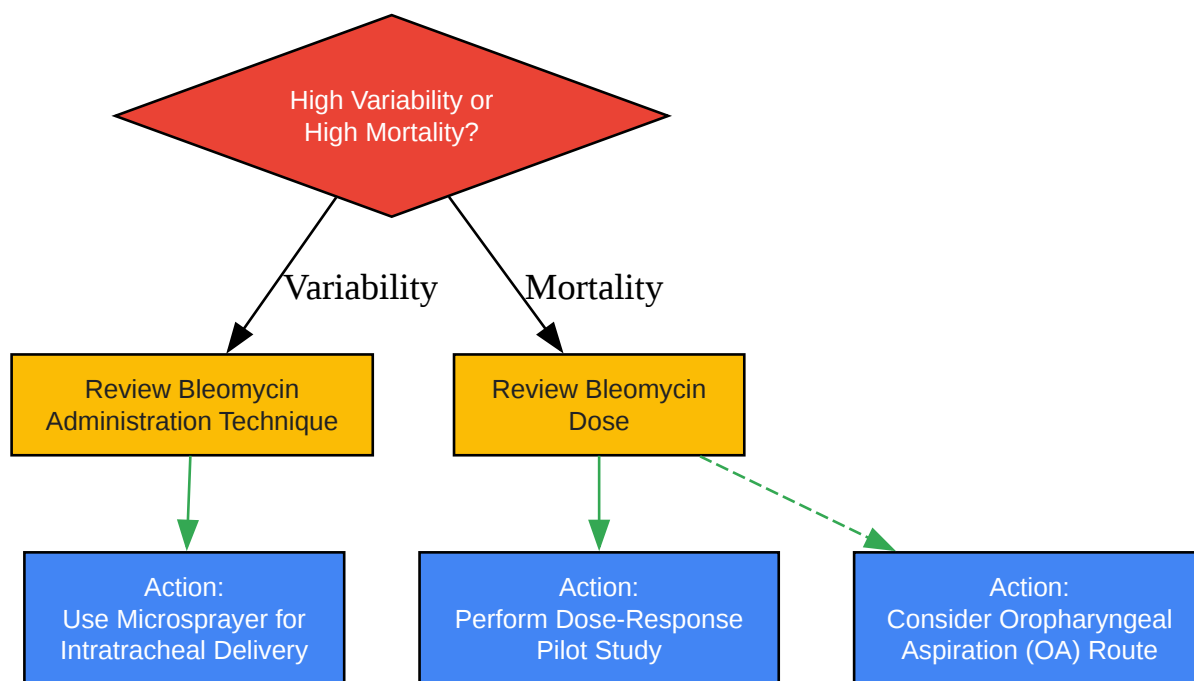 High Variability or
High Mortality?
Variability
Mortality
Review Bleomycin
Administration Technique
Review Bleomycin
Dose
Action:
Use Microsprayer for
Intratracheal Delivery
Action:
Perform Dose-Response
Pilot Study
Action:
Consider Oropharyngeal
Aspiration (OA) Route